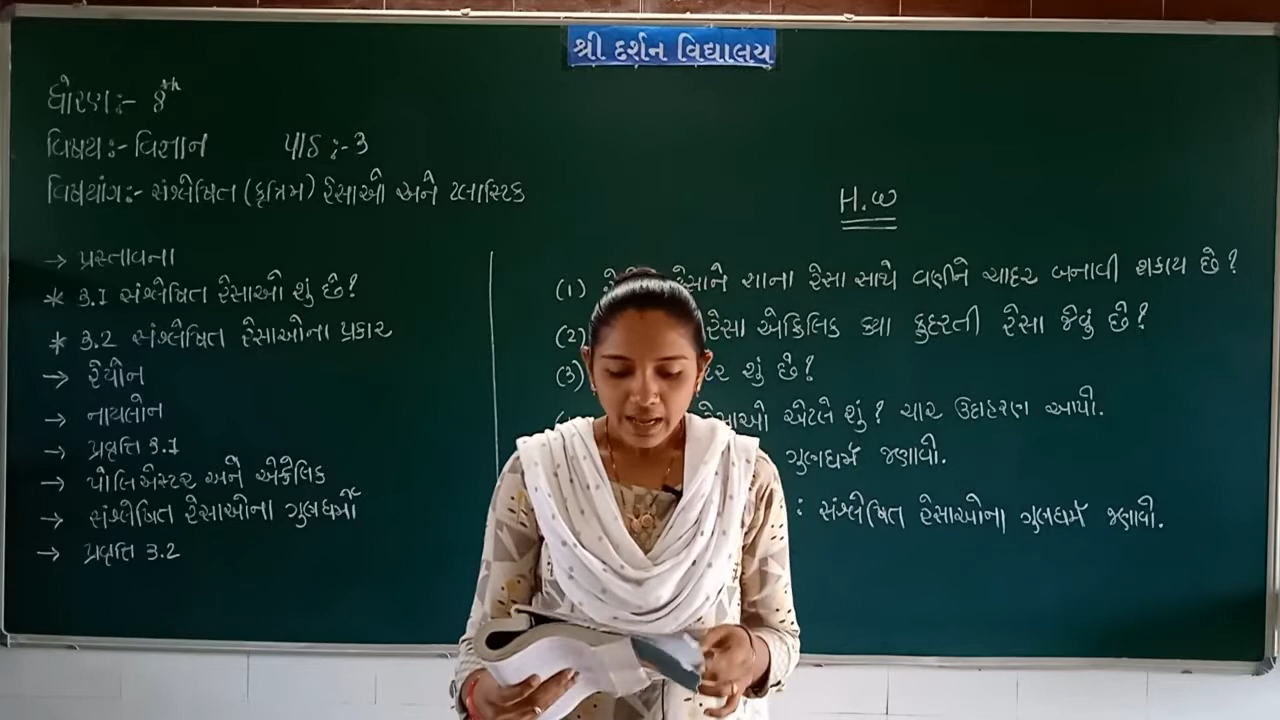 શ્રી દર્શન વિદ્યાલય
ધોરણ:- 8th
વિષય:- વિજ્ઞાન પાઠ :- 3
વિષયાંગ:- સંશ્લેષિત (કૃત્રિમ) રેસાઓ અને પ્લાસ્ટિક
→ પ્રસ્તાવના
* 3.1 સંશ્લેષિત રેસાઓ શું છે?
* 3.2 સંશ્લેષિત રેસાઓના પ્રકાર
→ રેયોન
→ નાયલોન
→ પ્રવૃત્તિ 3.1
→ પોલિએસ્ટર અને એક્રેલિક
→ સંશ્લેષિત રેસાઓના ગુણધર્મો
→ પ્રવૃત્તિ 3.2
H.W
(1) રેસાને શાના રેસા સાથે વણીને ચાદર બનાવી શકાય છે?
(2) રેસા એક્રિલિક ક્યા કુદરતી રેસા જેવું છે?
(3) શું છે?
એટલે શું? ચાર ઉદાહરણ આપો.
ગુણધર્મ જણાવો.
: સંશ્લેષિત રેસાઓના ગુણધર્મ જણાવો.